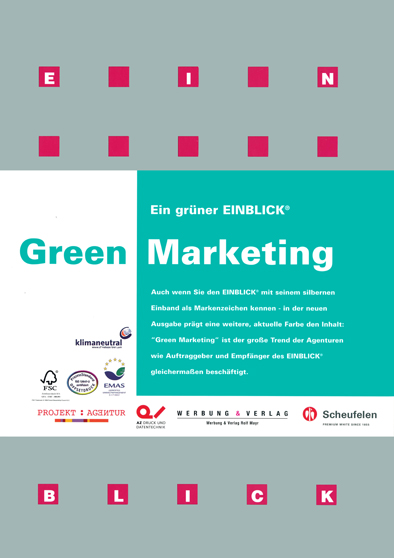 E I N
Ein grüner EINBLICK®
Green Marketing
Auch wenn Sie den EINBLICK® mit seinem silbernen
Einband als Markenzeichen kennen - in der neuen
Ausgabe prägt eine weitere, aktuelle Farbe den Inhalt:
"Green Marketing" ist der große Trend der Agenturen
wie Auftraggeber und Empfänger des EINBLICK®
gleichermaßen beschäftigt.
klimaneutral
FSC
EMAS
PROJEKT : AGENTUR
AZ DRUCK UND
DATENTECHNIK
WERBUNG & VERLAG
Werbung & Verlag Ralf Mayr
Scheufelen
PREMIUM WHITE SINCE 1855
B L I C K